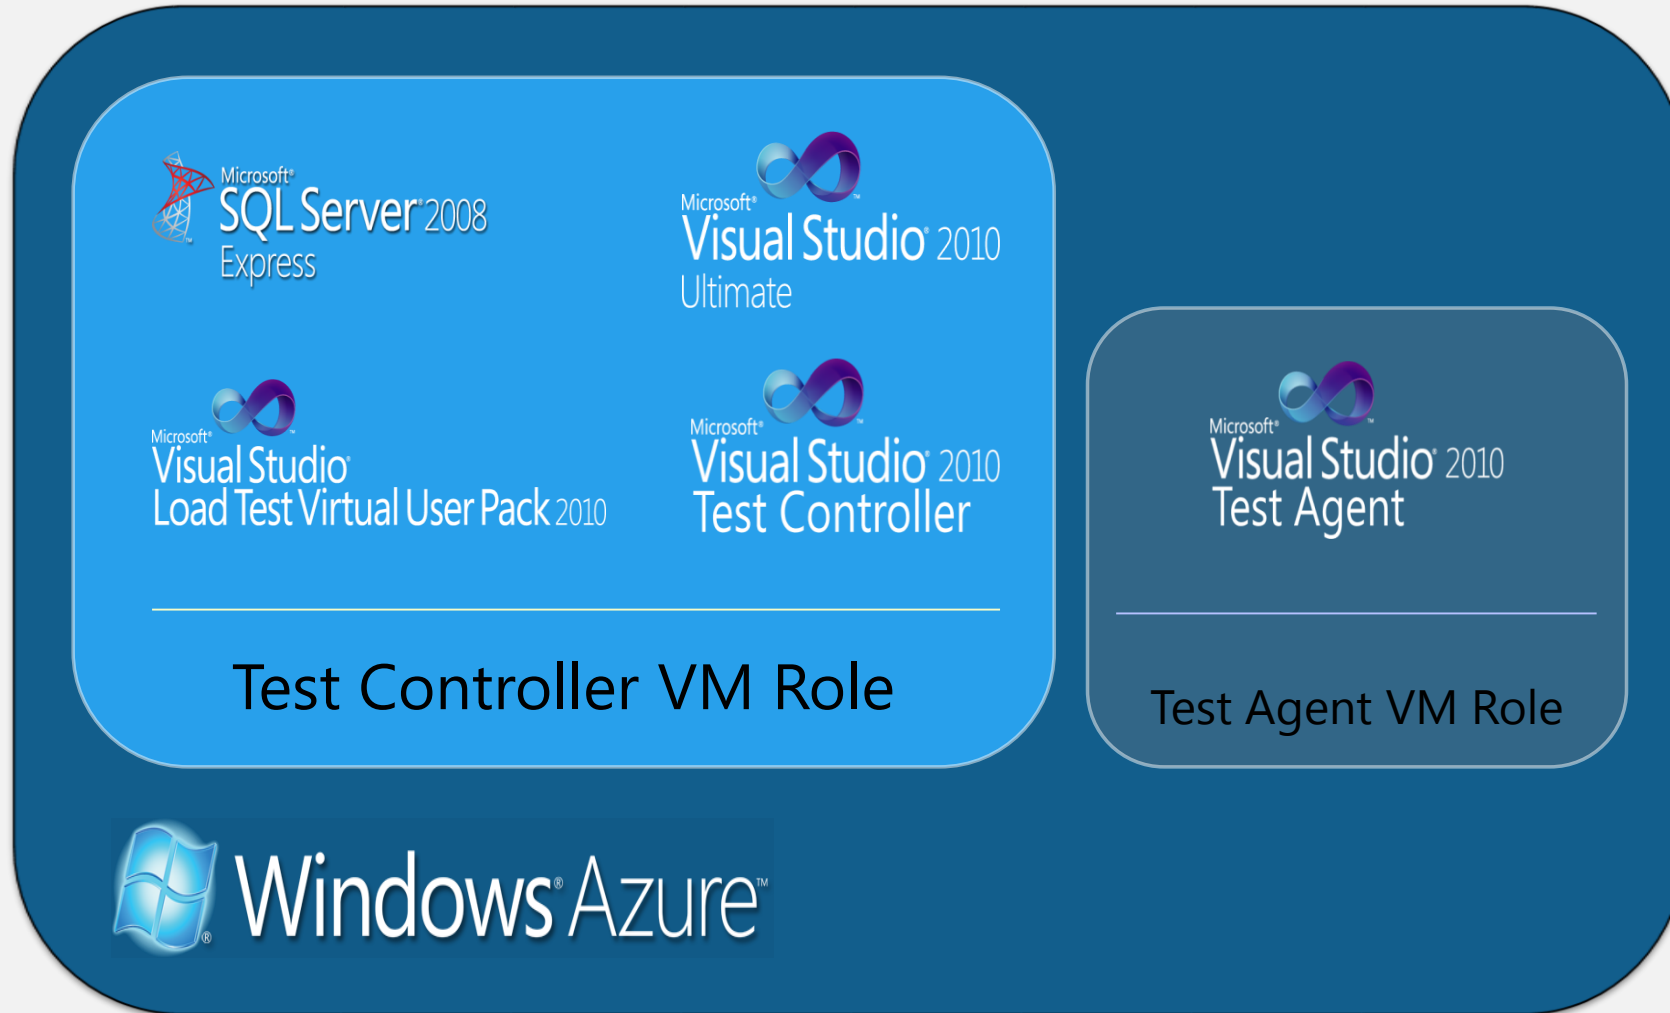 Microsoft®
SQL Server® 2008
Express
Microsoft®
Visual Studio® 2010
Ultimate
Microsoft®
Visual Studio®
Load Test Virtual User Pack 2010
Microsoft®
Visual Studio® 2010
Test Controller
Test Controller VM Role
Microsoft®
Visual Studio® 2010
Test Agent
Test Agent VM Role
Windows® Azure™